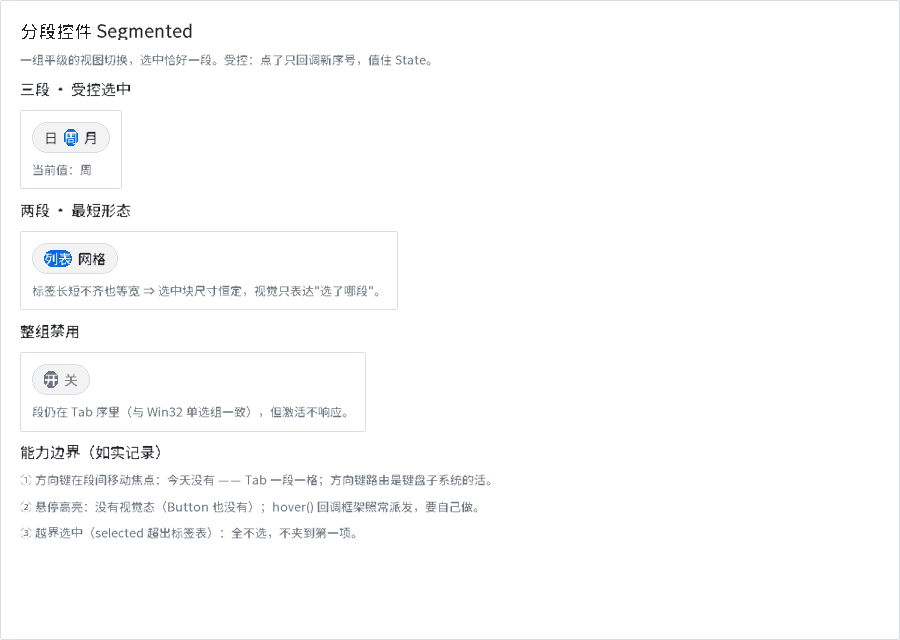 分段控件 Segmented
一组平级的视图切换，选中恰好一段。受控：点了只回调新序号，值住 State。
三段 · 受控选中
日 周 月
当前值：周
两段 · 最短形态
列表 网格
标签长短不齐也等宽 ⇒ 选中块尺寸恒定，视觉只表达"选了哪段"。
整组禁用
开 关
段仍在 Tab 序里（与 Win32 单选组一致），但激活不响应。
能力边界（如实记录）
① 方向键在段间移动焦点：今天没有 —— Tab 一段一格；方向键路由是键盘子系统的活。
② 悬停高亮：没有视觉态（Button 也没有）；hover() 回调框架照常派发，要自己做。
③ 越界选中（selected 超出标签表）：全不选，不夹到第一项。